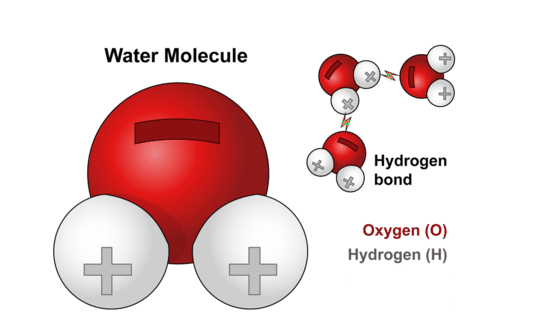 Water Molecule
Hydrogen
bond
Oxygen (O)
Hydrogen (H)